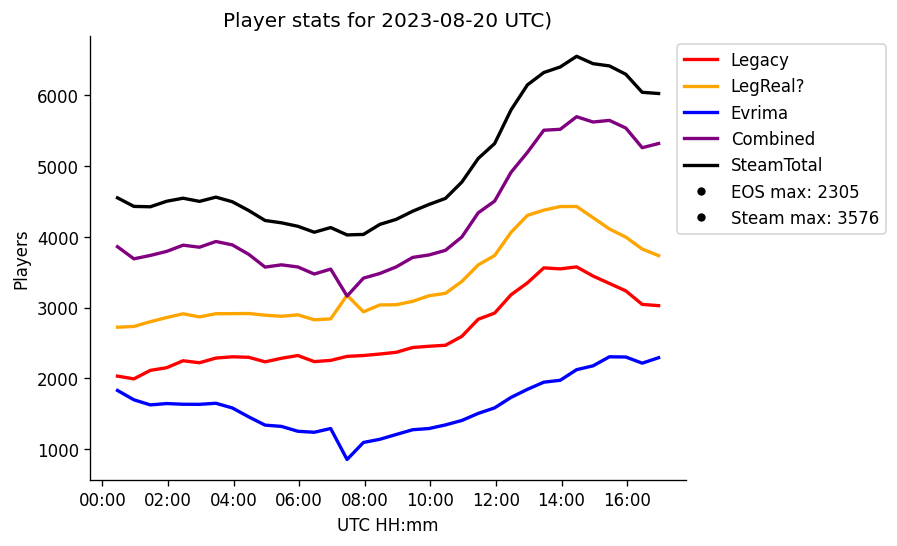 Player stats for 2023-08-20 UTC)
Legacy
LegReal?
Evrima
Combined
SteamTotal
EOS max: 2305
Steam max: 3576
Players
6000
5000
4000
3000
2000
1000
00:00 02:00 04:00 06:00 08:00 10:00 12:00 14:00 16:00
UTC HH:mm